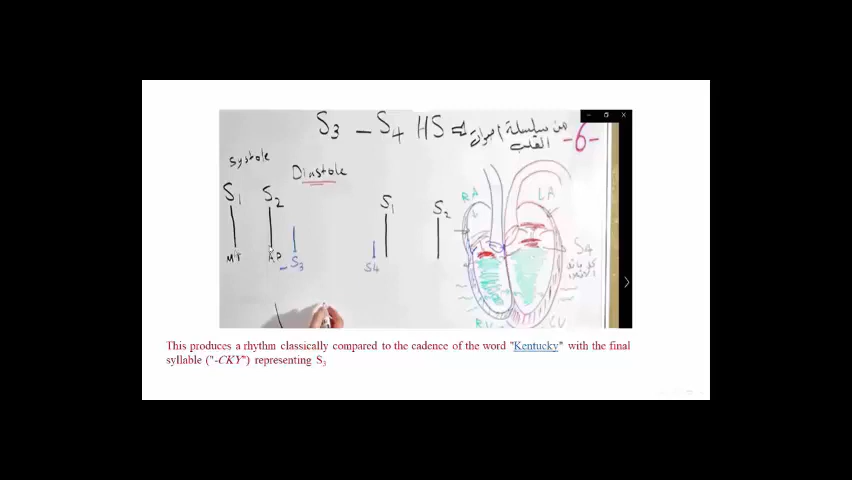 S3 - S4 HS
من سلسلة أصوات القلب
-6-
Systole
Diastole
S1 S2
S1
S2
M T
A P
S3
S4
RA
LA
S4
RV
LV
This produces a rhythm classically compared to the cadence of the word "Kentucky" with the final
syllable ("-CKY") representing S3